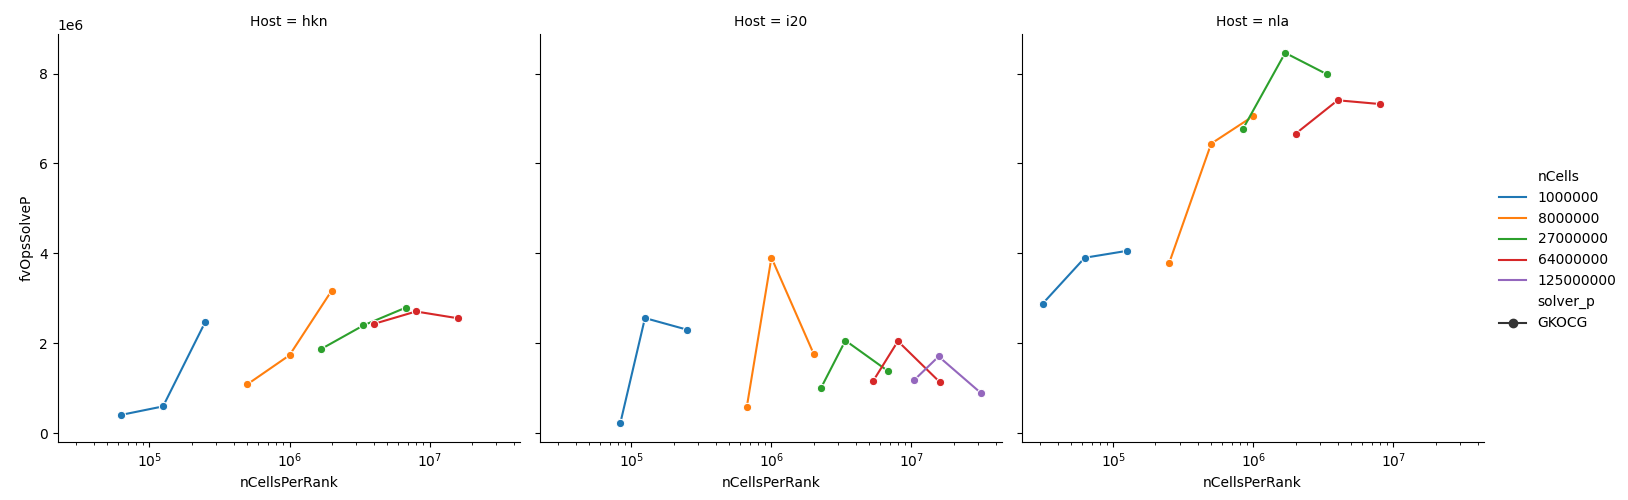 Host = hkn
Host = i20
Host = nla
1e6
8
6
4
2
0
fvOpsSolveP
10^5
10^6
10^7
10^5
10^6
10^7
10^5
10^6
10^7
nCellsPerRank
nCellsPerRank
nCellsPerRank
nCells
1000000
8000000
27000000
64000000
125000000
solver_p
GKOCG